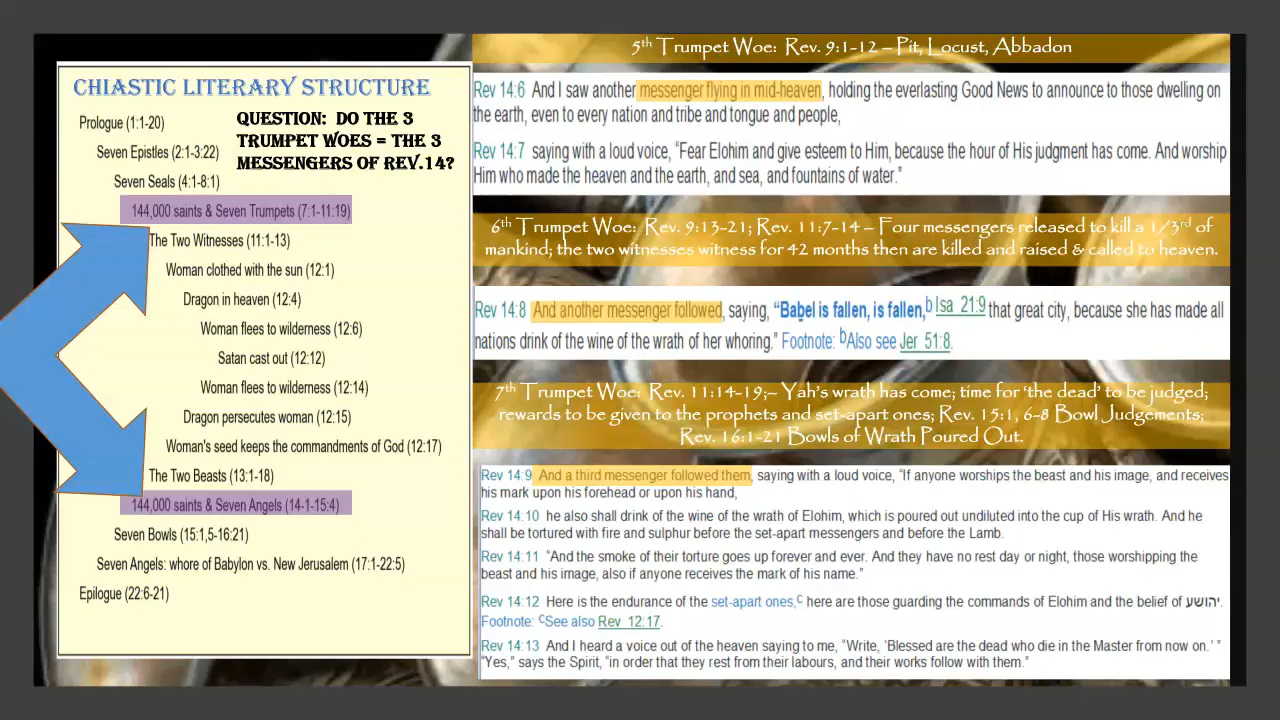 CHIASTIC LITERARY STRUCTURE
Prologue (1:1-20)
Seven Epistles (2:1-3:22)
Seven Seals (4:1-8:1)
144,000 saints & Seven Trumpets (7:1-11:19)
The Two Witnesses (11:1-13)
Woman clothed with the sun (12:1)
Dragon in heaven (12:4)
Woman flees to wilderness (12:6)
Satan cast out (12:12)
Woman flees to wilderness (12:14)
Dragon persecutes woman (12:15)
Woman's seed keeps the commandments of God (12:17)
The Two Beasts (13:1-18)
144,000 saints & Seven Angels (14-1-15:4)
Seven Bowls (15:1,5-16:21)
Seven Angels: whore of Babylon vs. New Jerusalem (17:1-22:5)
Epilogue (22:6-21)
QUESTION: DO THE 3
TRUMPET WOES = THE 3
MESSENGERS OF REV.14?
5th Trumpet Woe: Rev. 9:1-12 – Pit, Locust, Abbadon
Rev 14:6 And I saw another messenger flying in mid-heaven, holding the everlasting Good News to announce to those dwelling on
the earth, even to every nation and tribe and tongue and people,
Rev 14:7 saying with a loud voice, “Fear Elohim and give esteem to Him, because the hour of His judgment has come. And worship
Him who made the heaven and the earth, and sea, and fountains of water.”
6th Trumpet Woe: Rev. 9:13-21; Rev. 11:7-14 – Four messengers released to kill a 1/3rd of
mankind; the two witnesses witness for 42 months then are killed and raised & called to heaven.
Rev 14:8 And another messenger followed, saying, “Baḇel is fallen, is fallen,b Isa 21:9 that great city, because she has made all
nations drink of the wine of the wrath of her whoring.” Footnote: bAlso see Jer 51:8.
7th Trumpet Woe: Rev. 11:14-19;– Yah’s wrath has come; time for ‘the dead’ to be judged;
rewards to be given to the prophets and set-apart ones; Rev. 15:1, 6-8 Bowl Judgements;
Rev. 16:1-21 Bowls of Wrath Poured Out.
Rev 14:9 And a third messenger followed them, saying with a loud voice, “If anyone worships the beast and his image, and receives
his mark upon his forehead or upon his hand,
Rev 14:10 he also shall drink of the wine of the wrath of Elohim, which is poured out undiluted into the cup of His wrath. And he
shall be tortured with fire and sulphur before the set-apart messengers and before the Lamb.
Rev 14:11 “And the smoke of their torture goes up forever and ever. And they have no rest day or night, those worshipping the
beast and his image, also if anyone receives the mark of his name.”
Rev 14:12 Here is the endurance of the set-apart ones,c here are those guarding the commands of Elohim and the belief of יהושע.
Footnote: cSee also Rev 12:17.
Rev 14:13 And I heard a voice out of the heaven saying to me, “Write, ‘Blessed are the dead who die in the Master from now on.’ ”
“Yes,” says the Spirit, “in order that they rest from their labours, and their works follow with them.”